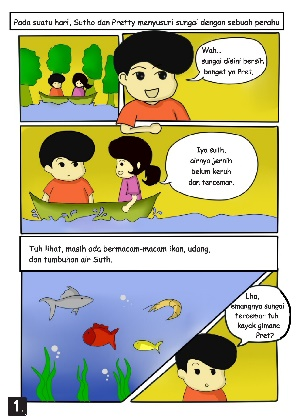 Pada suatu hari, Sutho dan Pretty menyusuri sungai dengan sebuah perahu
Wah...
sungai disini bersih
banget ya Pret,
Iya suth,
airnya jernih
belum keruh
dan tercemar.
Tuh lihat, masih ada bermacam-macam ikan, udang,
dan tumbuhan air Suth.
Lha,
emangnya sungai
tercemar tuh
kayak gimana
Pret?
1.